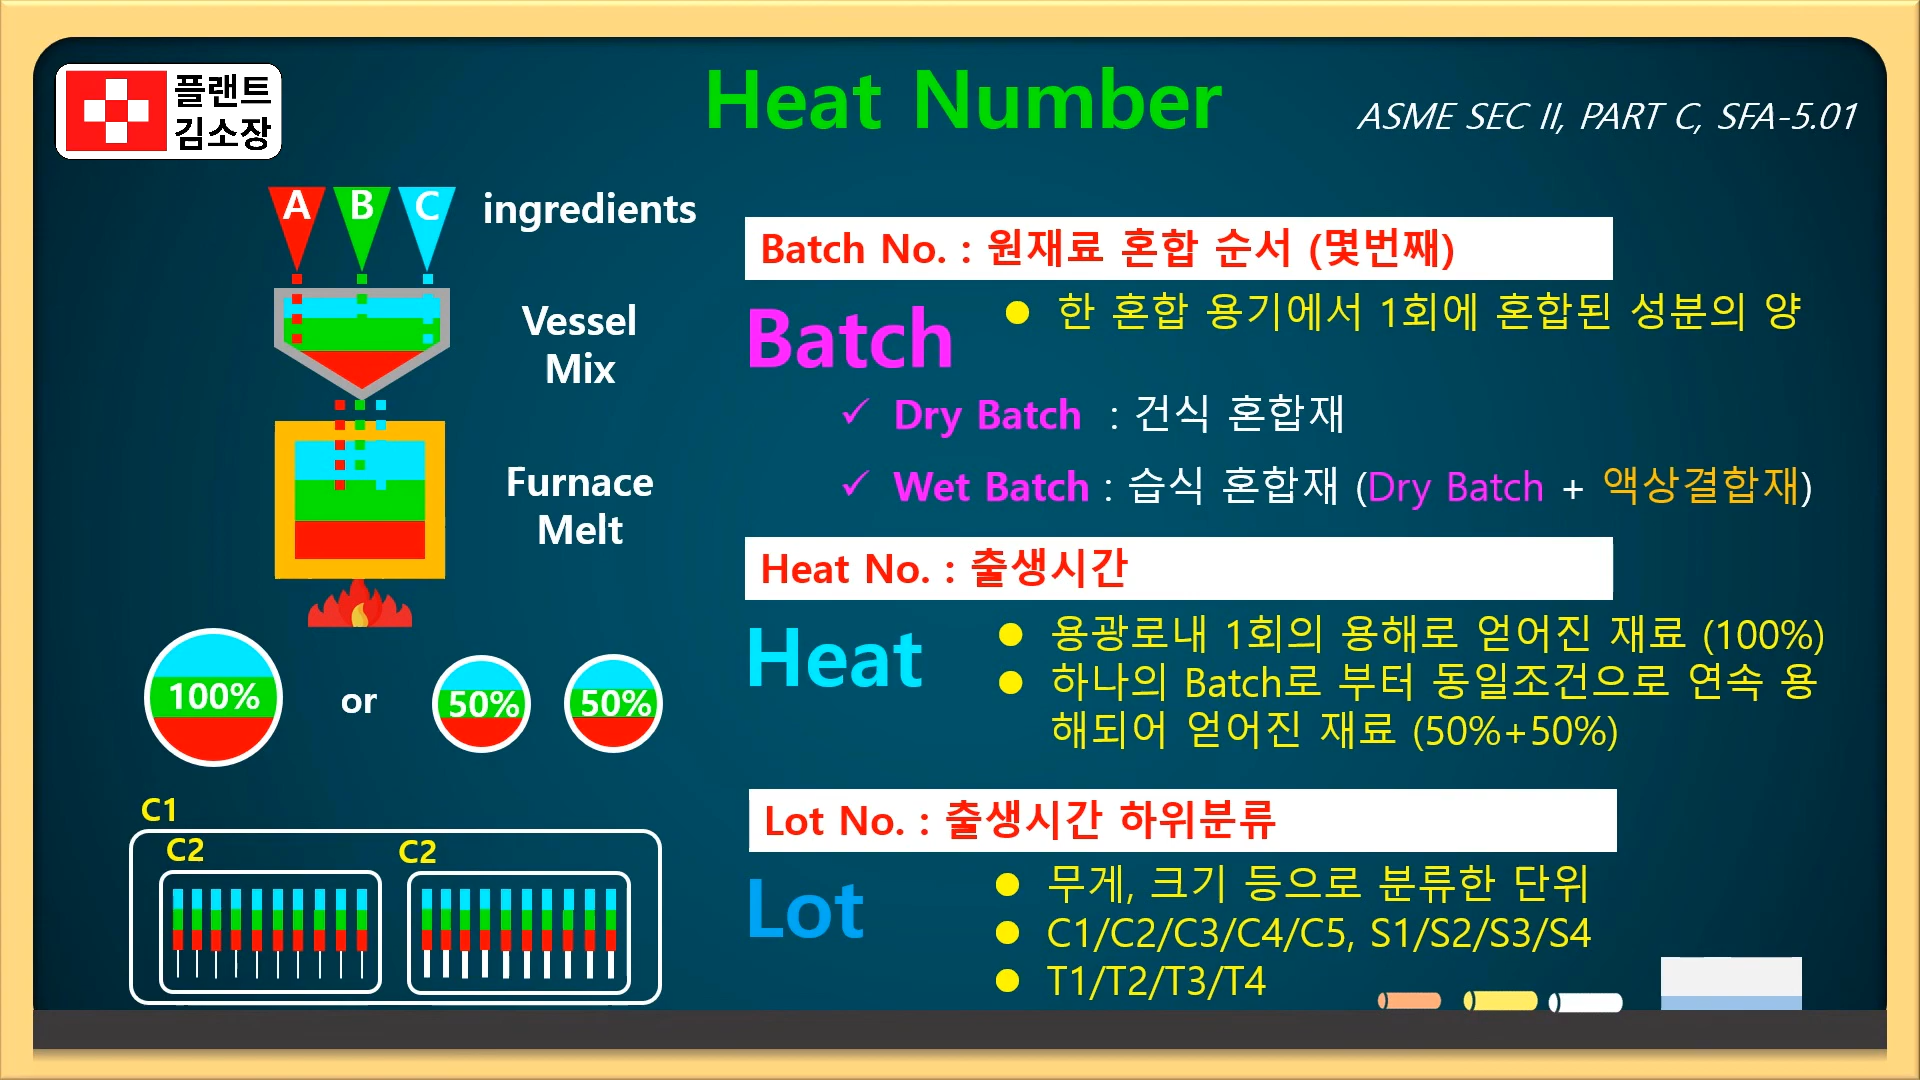 플랜트
김소장
Heat Number
ASME SEC II, PART C, SFA-5.01
A B C
ingredients
Vessel
Mix
Furnace
Melt
100%
or
50%
50%
C1
C2
C2
Batch No. : 원재료 혼합 순서 (몇번째)
Batch
● 한 혼합 용기에서 1회에 혼합된 성분의 양
✓ Dry Batch : 건식 혼합재
✓ Wet Batch : 습식 혼합재 (Dry Batch + 액상결합재)
Heat No. : 출생시간
Heat
● 용광로내 1회의 용해로 얻어진 재료 (100%)
● 하나의 Batch로 부터 동일조건으로 연속 용
해되어 얻어진 재료 (50%+50%)
Lot No. : 출생시간 하위분류
Lot
● 무게, 크기 등으로 분류한 단위
● C1/C2/C3/C4/C5, S1/S2/S3/S4
● T1/T2/T3/T4